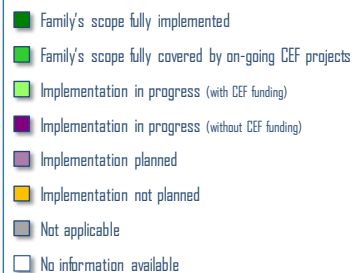 Family's scope fully implemented
Family's scope fully covered by on-going CEF projects
Implementation in progress (with CEF funding)
Implementation in progress (without CEF funding)
Implementation planned
Implementation not planned
Not applicable
No information available